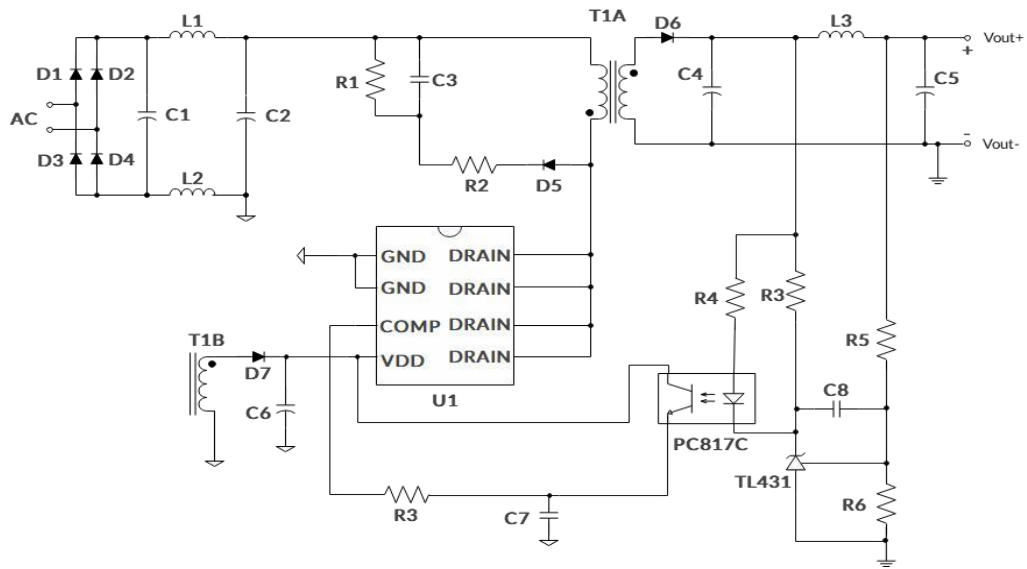 T1A
L1
D6
L3
Vout+
+
D1
D2
R1
C3
C4
C5
AC
C1
C2
-
Vout-
D3
D4
L2
R2
D5
GND
DRAIN
GND
DRAIN
R4
R3
COMP
DRAIN
T1B
R5
VDD
DRAIN
D7
U1
C8
C6
PC817C
TL431
R3
C7
R6